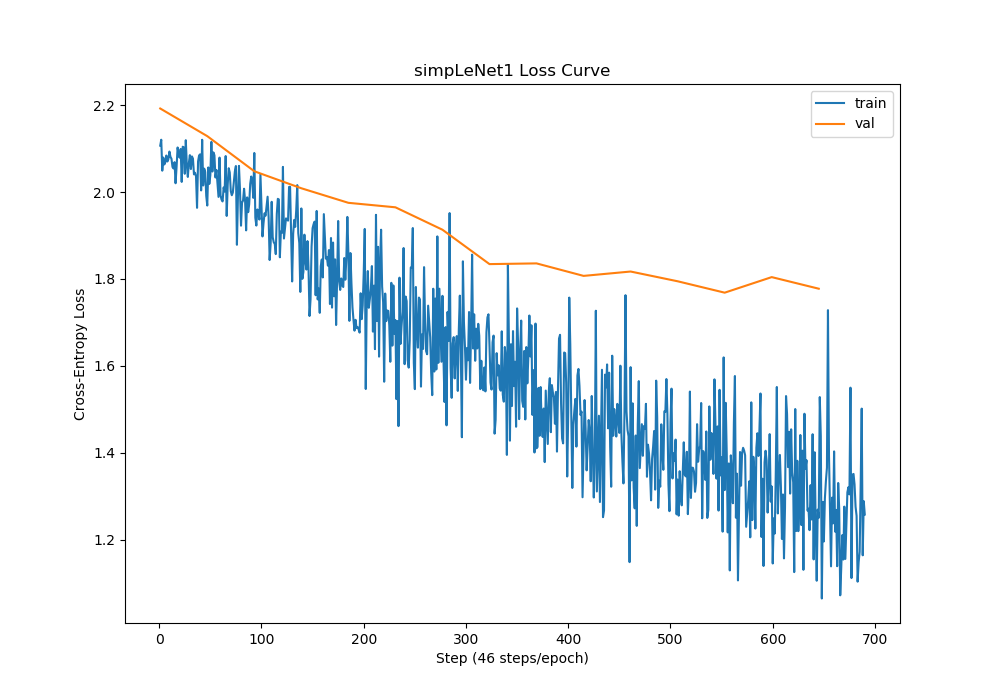 simpLeNet1 Loss Curve
train
val
Cross-Entropy Loss
2.2
2.0
1.8
1.6
1.4
1.2
0 100 200 300 400 500 600 700
Step (46 steps/epoch)